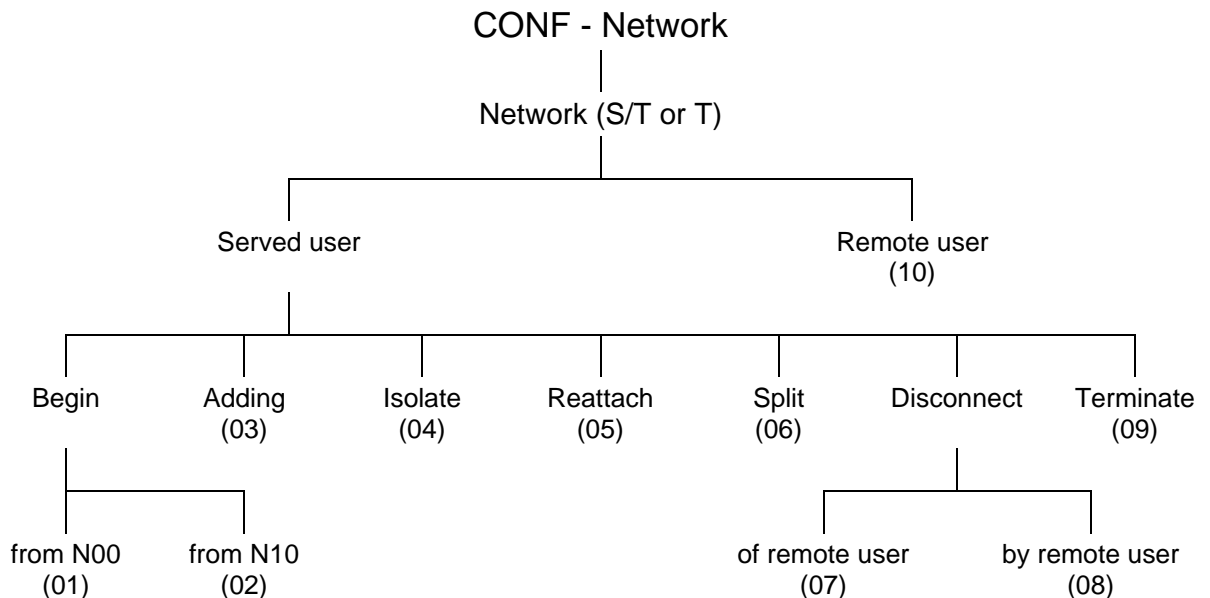 CONF - Network
Network (S/T or T)
Served user
Remote user
(10)
Begin
Adding
(03)
Isolate
(04)
Reattach
(05)
Split
(06)
Disconnect
Terminate
(09)
from N00
(01)
from N10
(02)
of remote user
(07)
by remote user
(08)